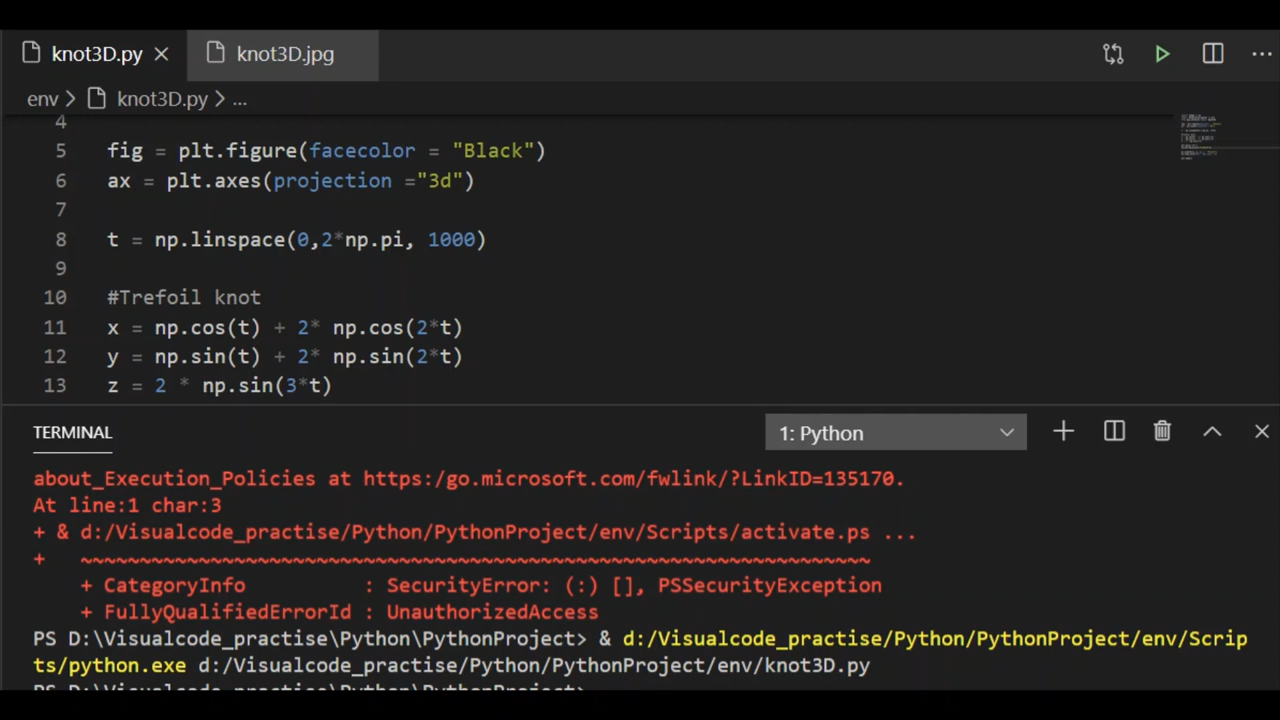 knot3D.py
knot3D.jpg
env > knot3D.py > ...
4
5 fig = plt.figure(facecolor = "Black")
6 ax = plt.axes(projection ="3d")
7
8 t = np.linspace(0,2*np.pi, 1000)
9
10 #Trefoil knot
11 x = np.cos(t) + 2* np.cos(2*t)
12 y = np.sin(t) + 2* np.sin(2*t)
13 z = 2 * np.sin(3*t)
TERMINAL
1: Python
about_Execution_Policies at https:/go.microsoft.com/fwlink/?LinkID=135170.
At line:1 char:3
+ & d:/Visualcode_practise/Python/PythonProject/env/Scripts/activate.ps ...
+ ~~~~~~~~~~~~~~~~~~~~~~~~~~~~~~~~~~~~~~~~~~~~~~~~~~~~~~~~~~~~~~~~~~~
+ CategoryInfo : SecurityError: (:) [], PSSecurityException
+ FullyQualifiedErrorId : UnauthorizedAccess
PS D:\Visualcode_practise\Python\PythonProject> & d:/Visualcode_practise/Python/PythonProject/env/Scrip
ts/python.exe d:/Visualcode_practise/Python/PythonProject/env/knot3D.py
PS D:\Visualcode_practise\Python\PythonProject>